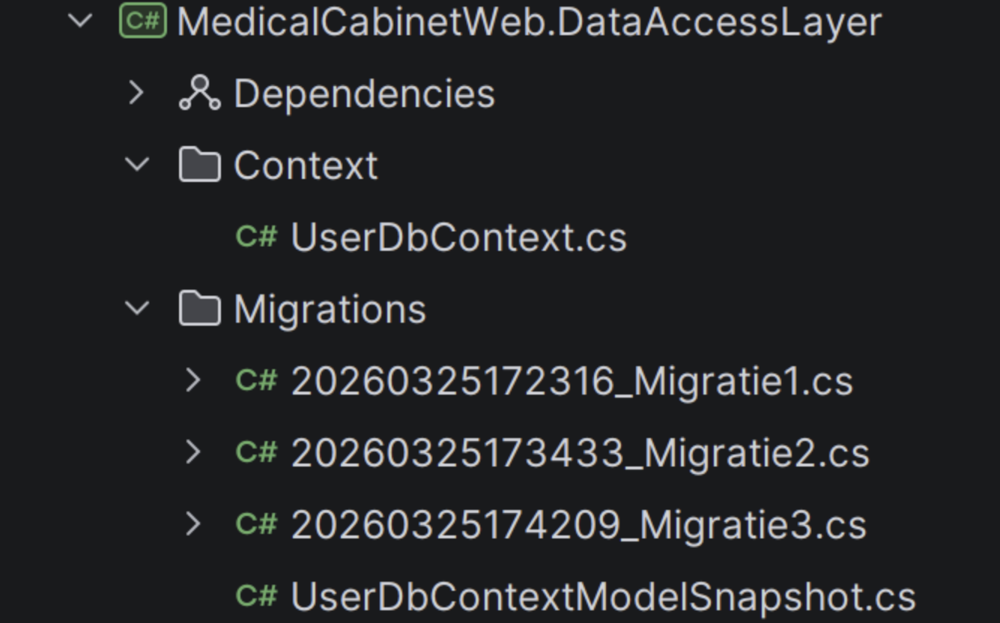 C# MedicalCabinetWeb.DataAccessLayer
Dependencies
Context
C# UserDbContext.cs
Migrations
C# 20260325172316_Migratie1.cs
C# 20260325173433_Migratie2.cs
C# 20260325174209_Migratie3.cs
C# UserDbContextModelSnapshot.cs